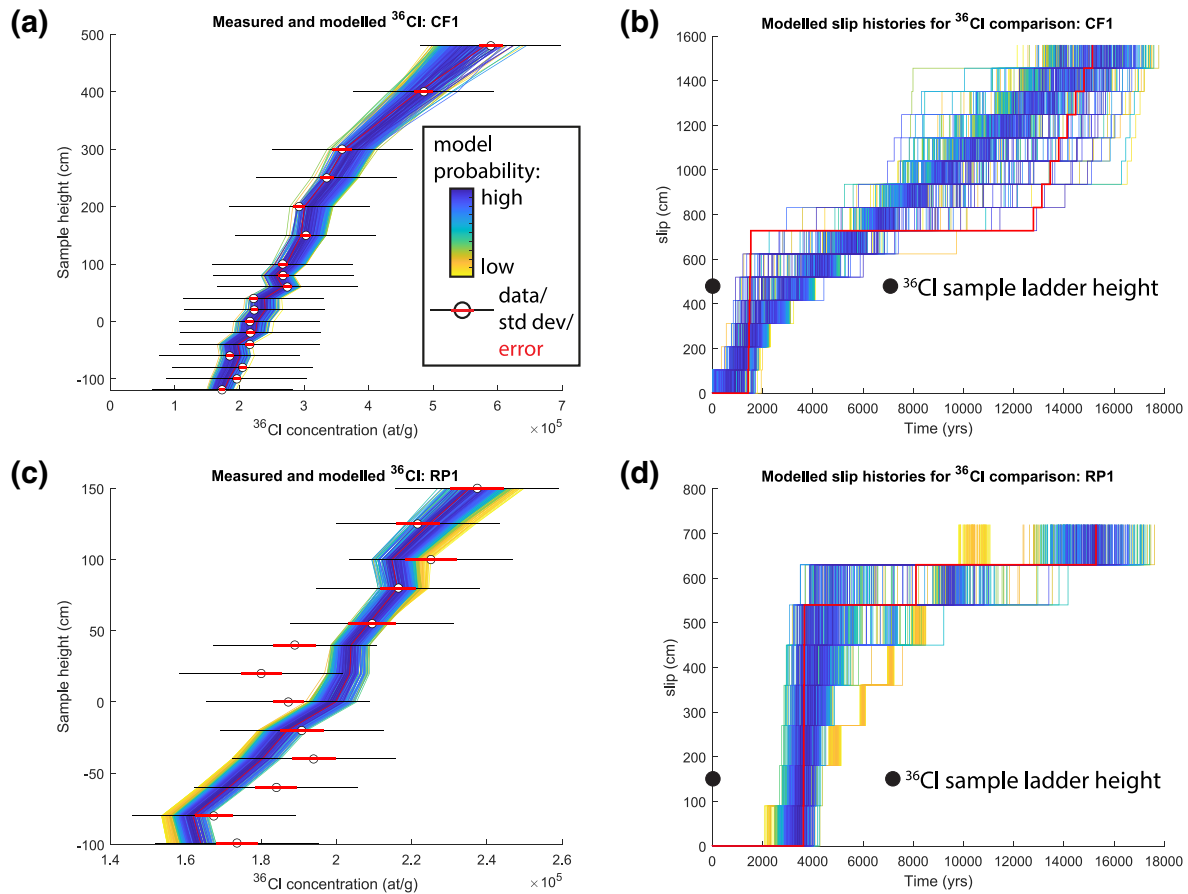 (a)
Measured and modelled ³⁶Cl: CF1
500
400
300
200
100
0
-100
Sample height (cm)
0 1 2 3 4 5 6 7
³⁶Cl concentration (at/g)
× 10⁵
model
probability:
high
low
data/
std dev/
error
(b)
Modelled slip histories for ³⁶Cl comparison: CF1
1600
1400
1200
1000
800
600
400
200
0
slip (cm)
³⁶Cl sample ladder height
0 2000 4000 6000 8000 10000 12000 14000 16000 18000
Time (yrs)
(c)
Measured and modelled ³⁶Cl: RP1
150
100
50
0
-50
-100
Sample height (cm)
1.4 1.6 1.8 2 2.2 2.4 2.6
³⁶Cl concentration (at/g)
× 10⁵
(d)
Modelled slip histories for ³⁶Cl comparison: RP1
800
700
600
500
400
300
200
100
0
slip (cm)
³⁶Cl sample ladder height
0 2000 4000 6000 8000 10000 12000 14000 16000 18000
Time (yrs)